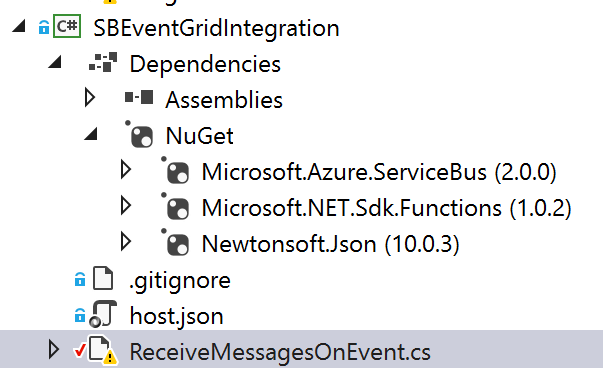 C# SBEventGridIntegration
Dependencies
Assemblies
NuGet
Microsoft.Azure.ServiceBus (2.0.0)
Microsoft.NET.Sdk.Functions (1.0.2)
Newtonsoft.Json (10.0.3)
.gitignore
host.json
ReceiveMessagesOnEvent.cs